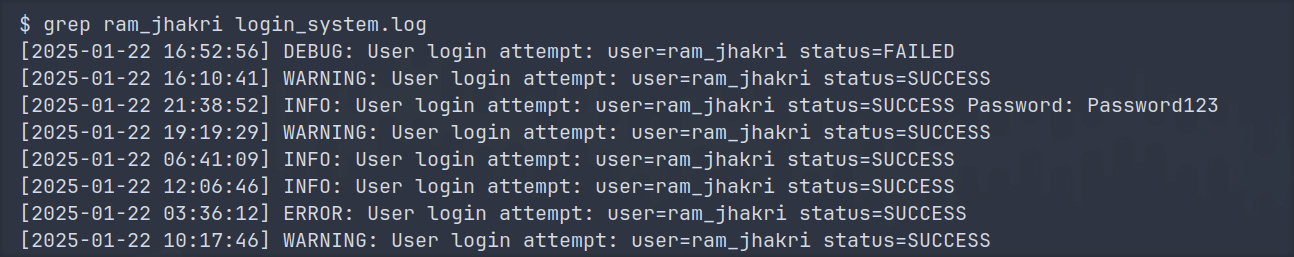 $ grep ram_jhakri login_system.log
[2025-01-22 16:52:56] DEBUG: User login attempt: user=ram_jhakri status=FAILED
[2025-01-22 16:10:41] WARNING: User login attempt: user=ram_jhakri status=SUCCESS
[2025-01-22 21:38:52] INFO: User login attempt: user=ram_jhakri status=SUCCESS Password: Password123
[2025-01-22 19:19:29] WARNING: User login attempt: user=ram_jhakri status=SUCCESS
[2025-01-22 06:41:09] INFO: User login attempt: user=ram_jhakri status=SUCCESS
[2025-01-22 12:06:46] INFO: User login attempt: user=ram_jhakri status=SUCCESS
[2025-01-22 03:36:12] ERROR: User login attempt: user=ram_jhakri status=SUCCESS
[2025-01-22 10:17:46] WARNING: User login attempt: user=ram_jhakri status=SUCCESS